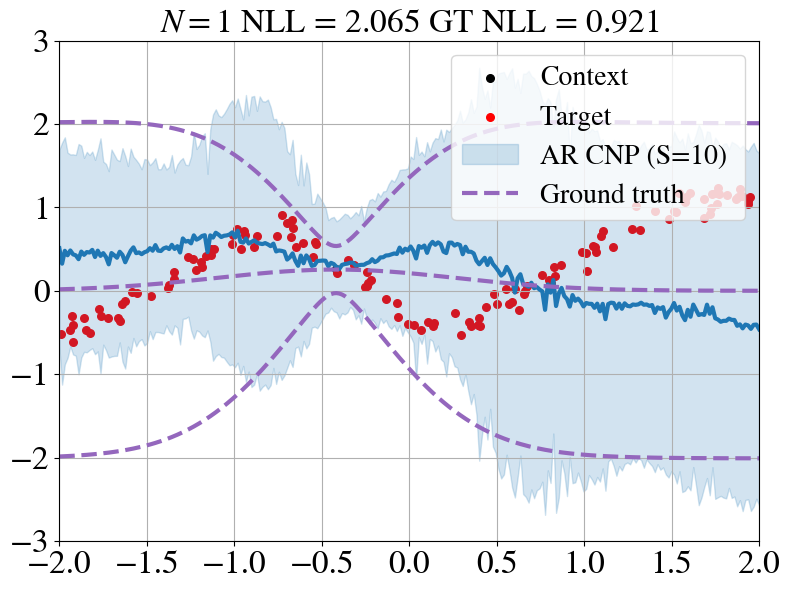 N = 1 NLL = 2.065 GT NLL = 0.921
3
2
1
0
−1
−2
−3
Context
Target
AR CNP (S=10)
Ground truth
−2.0 −1.5 −1.0 −0.5 0.0 0.5 1.0 1.5 2.0